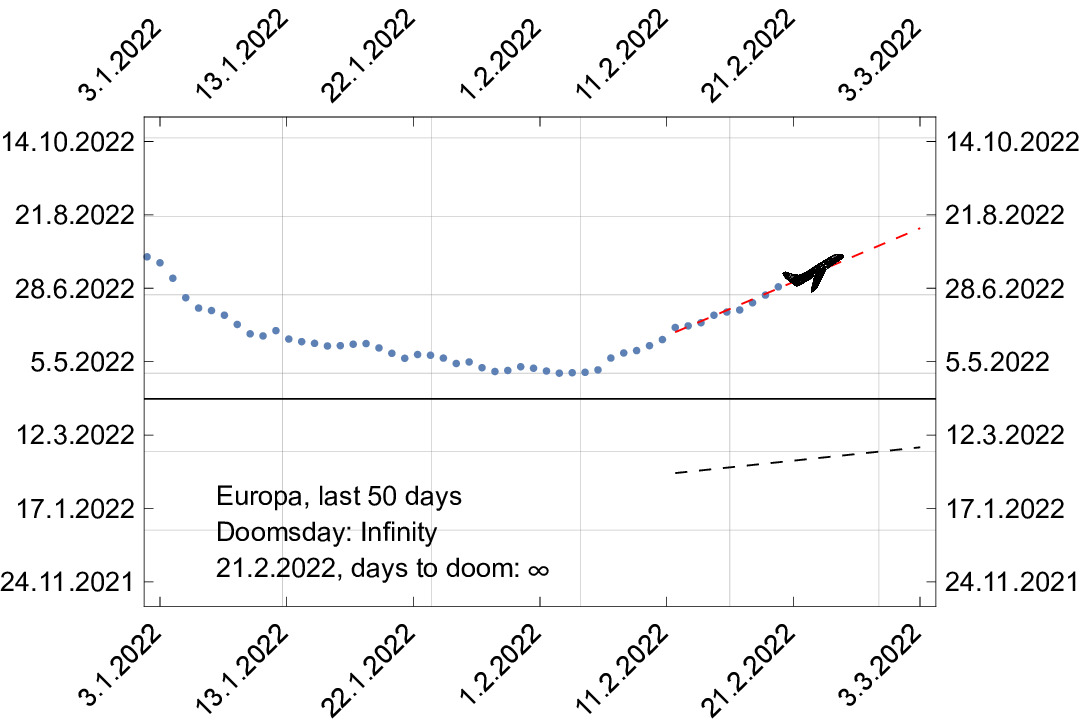 3.1.2022 13.1.2022 22.1.2022 1.2.2022 11.2.2022 21.2.2022 3.3.2022
14.10.2022 14.10.2022
21.8.2022 21.8.2022
28.6.2022 28.6.2022
5.5.2022 5.5.2022
12.3.2022 12.3.2022
Europa, last 50 days
17.1.2022 17.1.2022
Doomsday: Infinity
21.2.2022, days to doom: ∞
24.11.2021 24.11.2021
3.1.2022 13.1.2022 22.1.2022 1.2.2022 11.2.2022 21.2.2022 3.3.2022